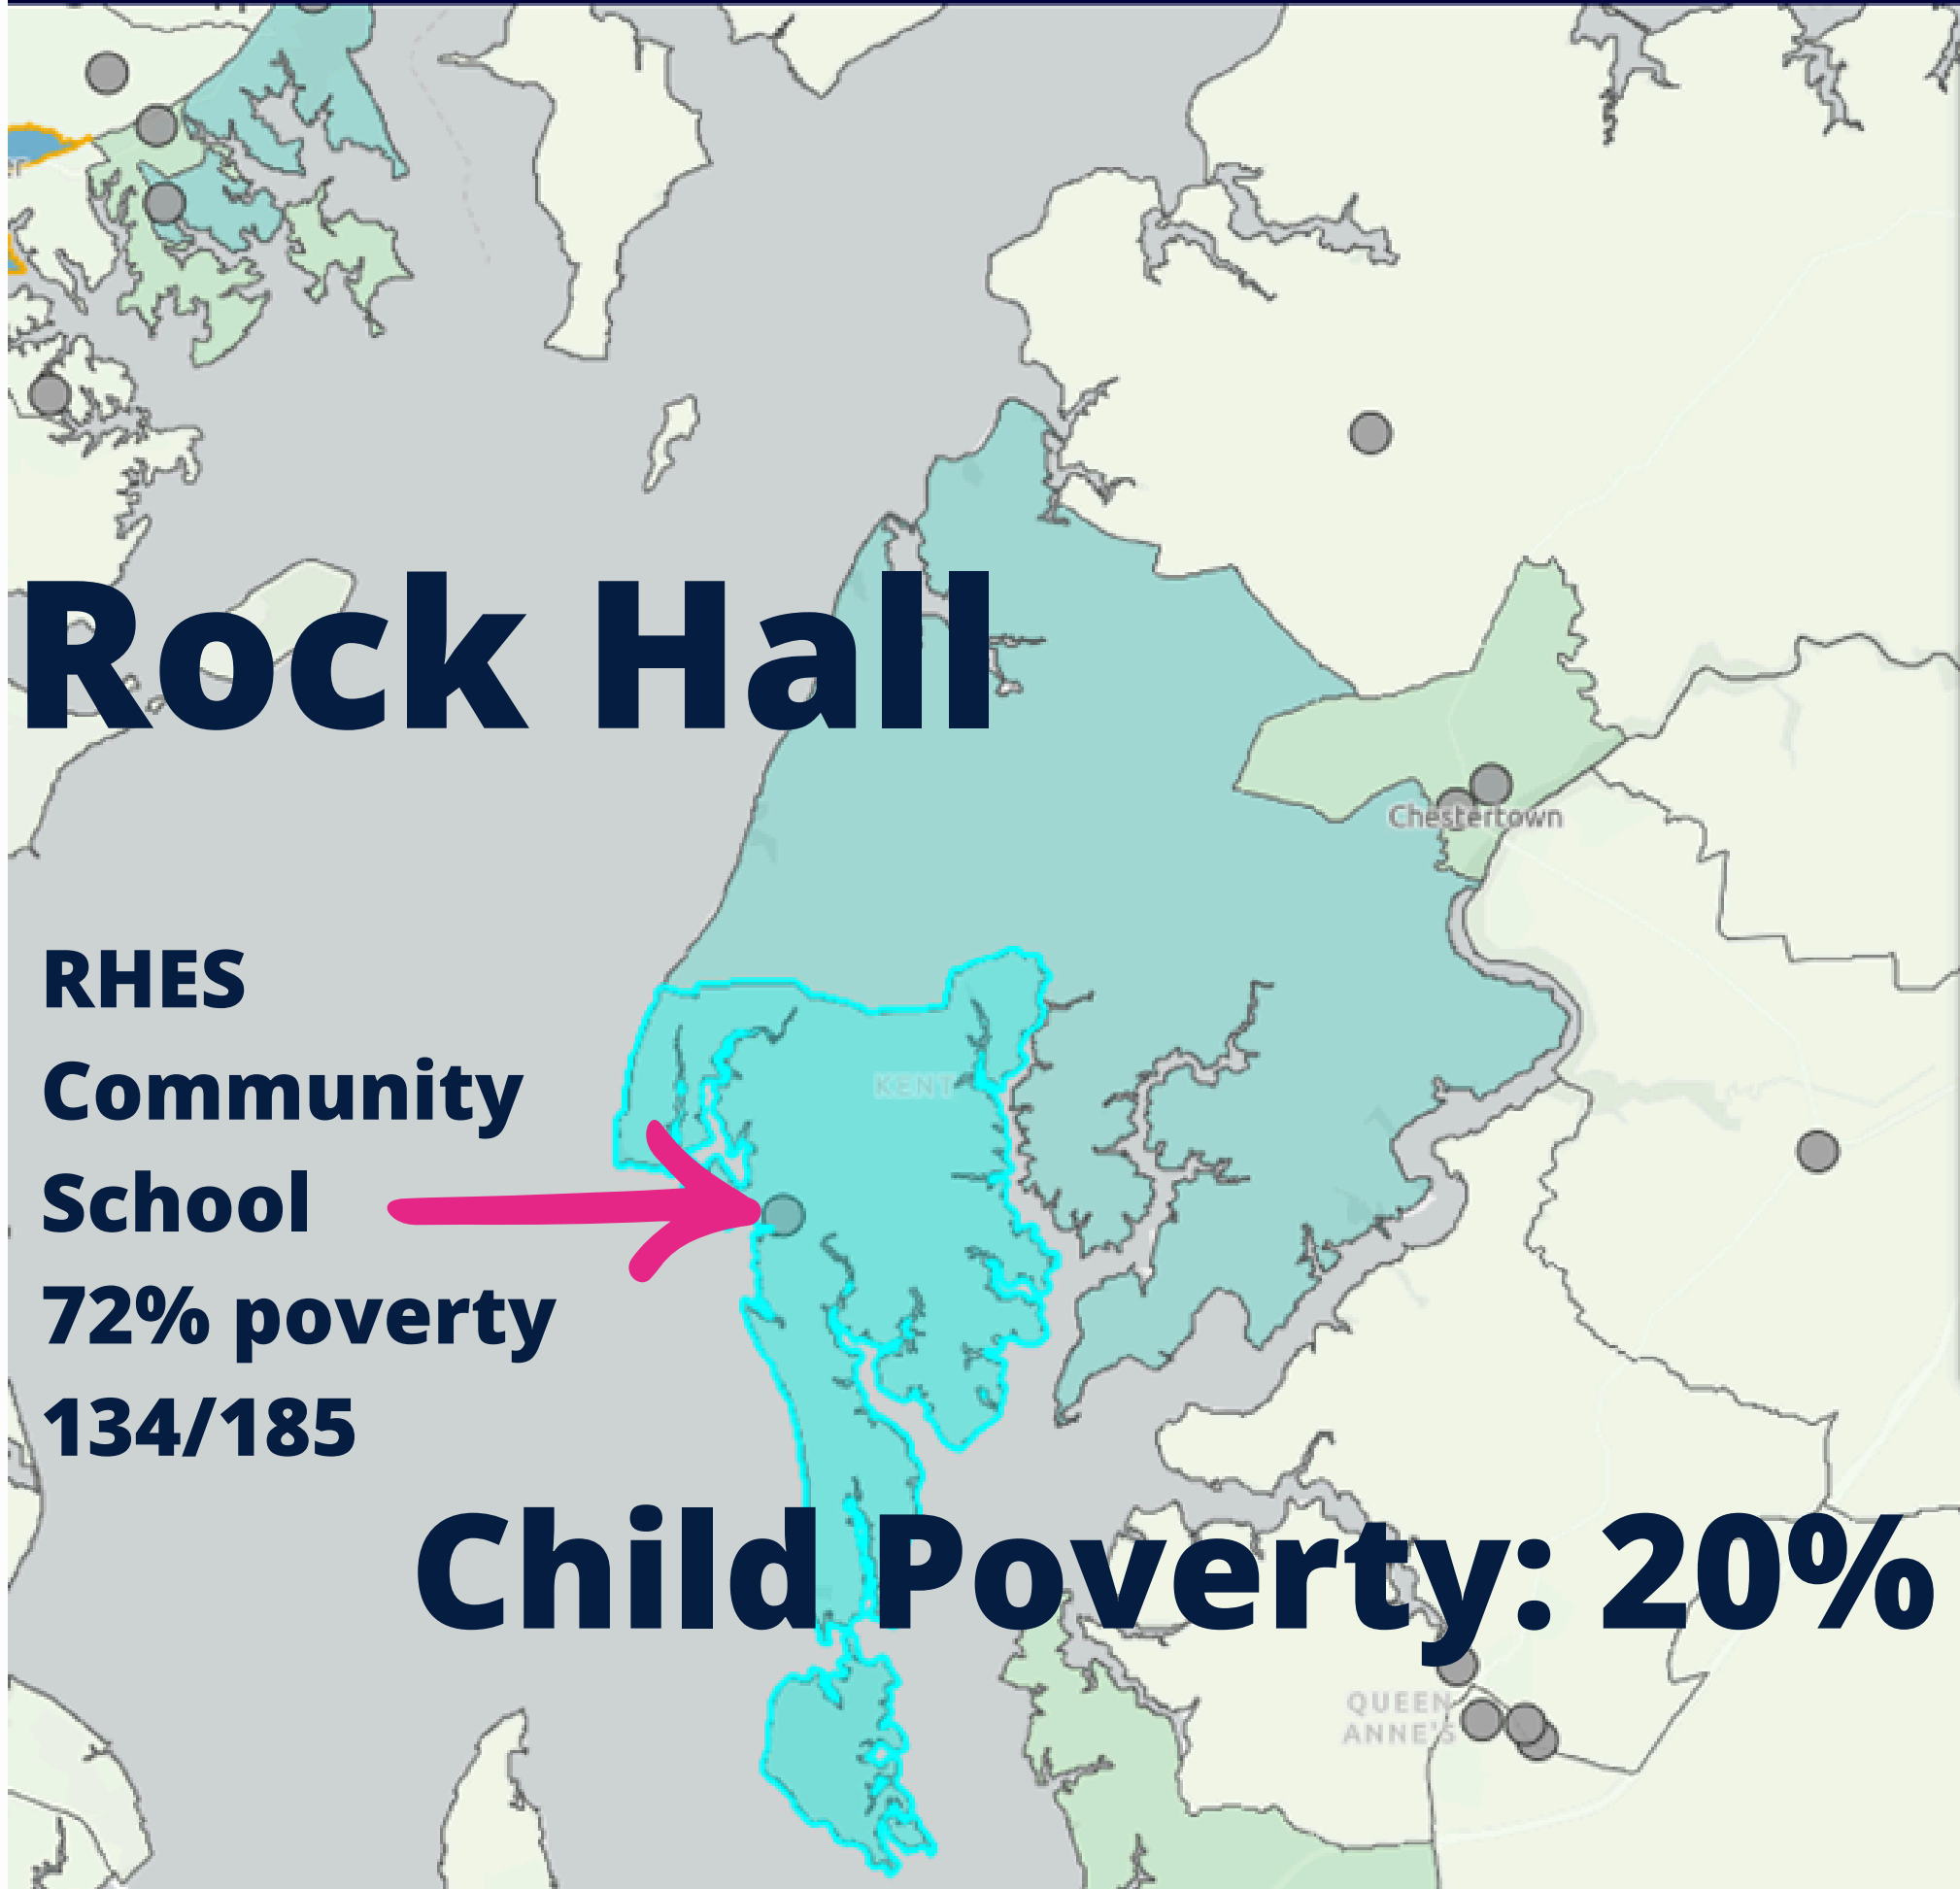 Rock Hall
Chestertown
RHES
Community
KENT
School
72% poverty
134/185
Child Poverty: 20%
QUEEN
ANNE'S